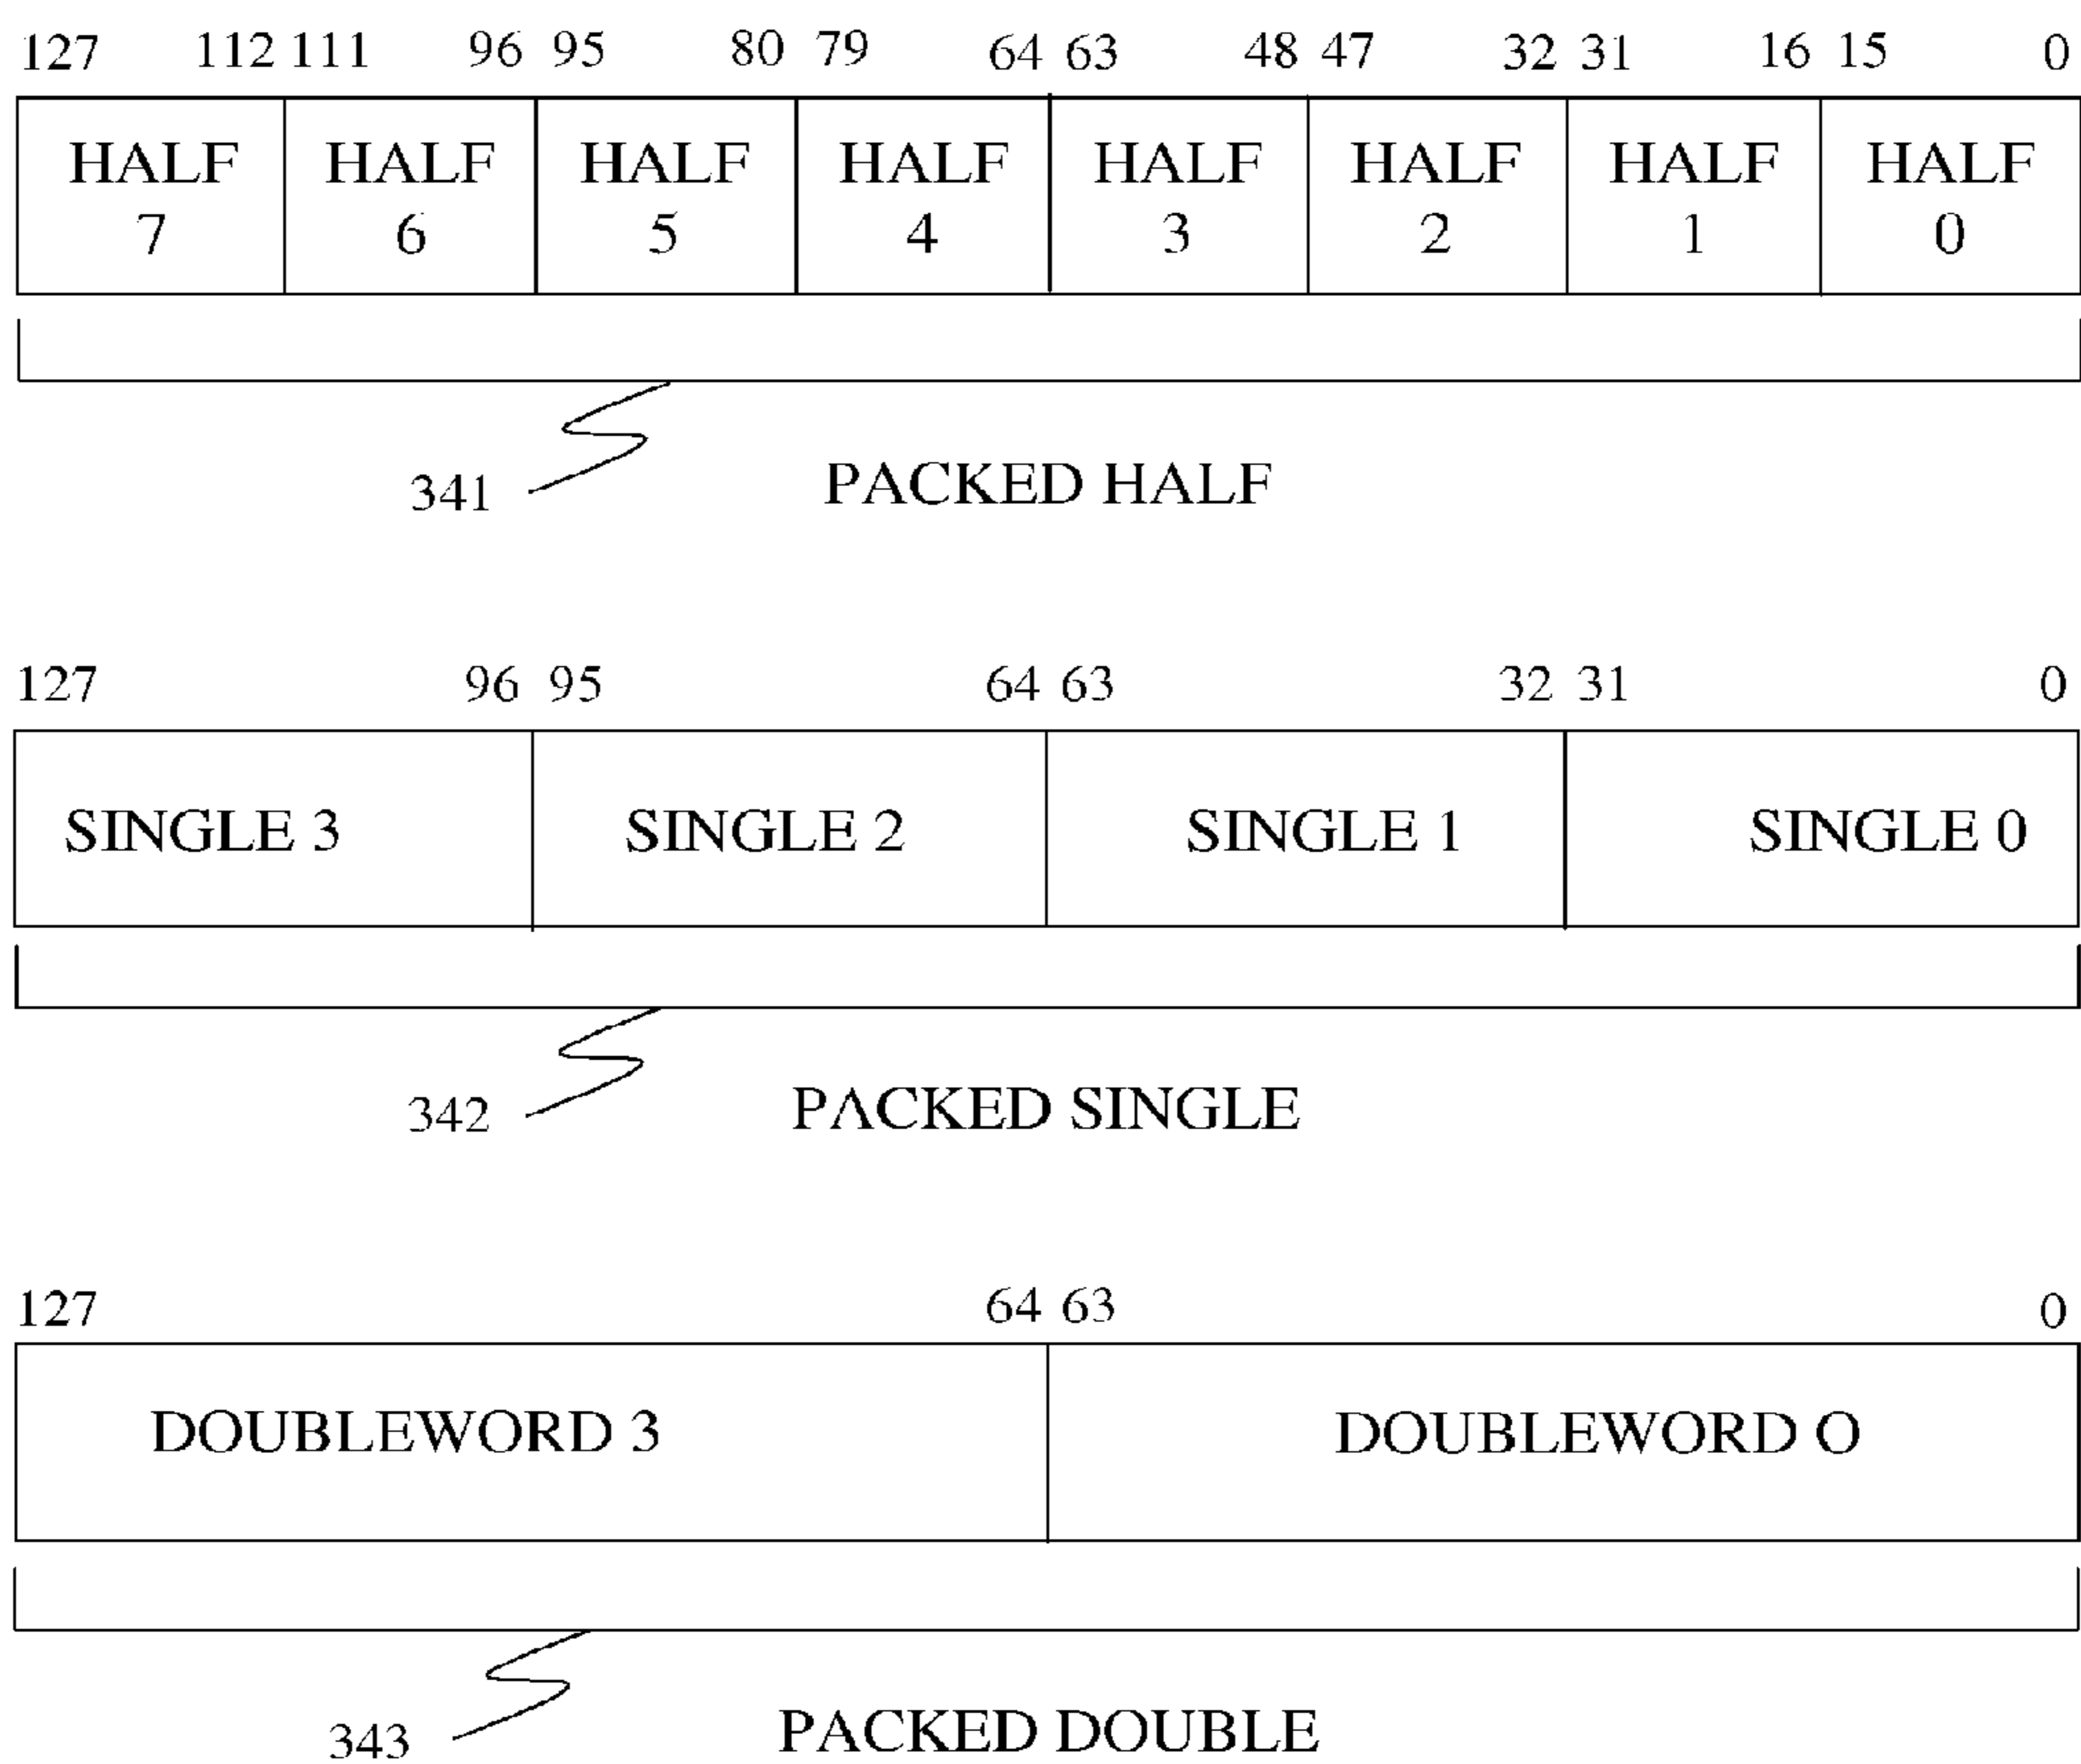 127 112 111 96 95 80 79 64 63 48 47 32 31 16 15 0
HALF HALF HALF HALF HALF HALF HALF HALF
7 6 5 4 3 2 1 0
341 PACKED HALF
127 96 95 64 63 32 31 0
SINGLE 3 SINGLE 2 SINGLE 1 SINGLE 0
342 PACKED SINGLE
127 64 63 0
DOUBLEWORD 3 DOUBLEWORD O
343 PACKED DOUBLE